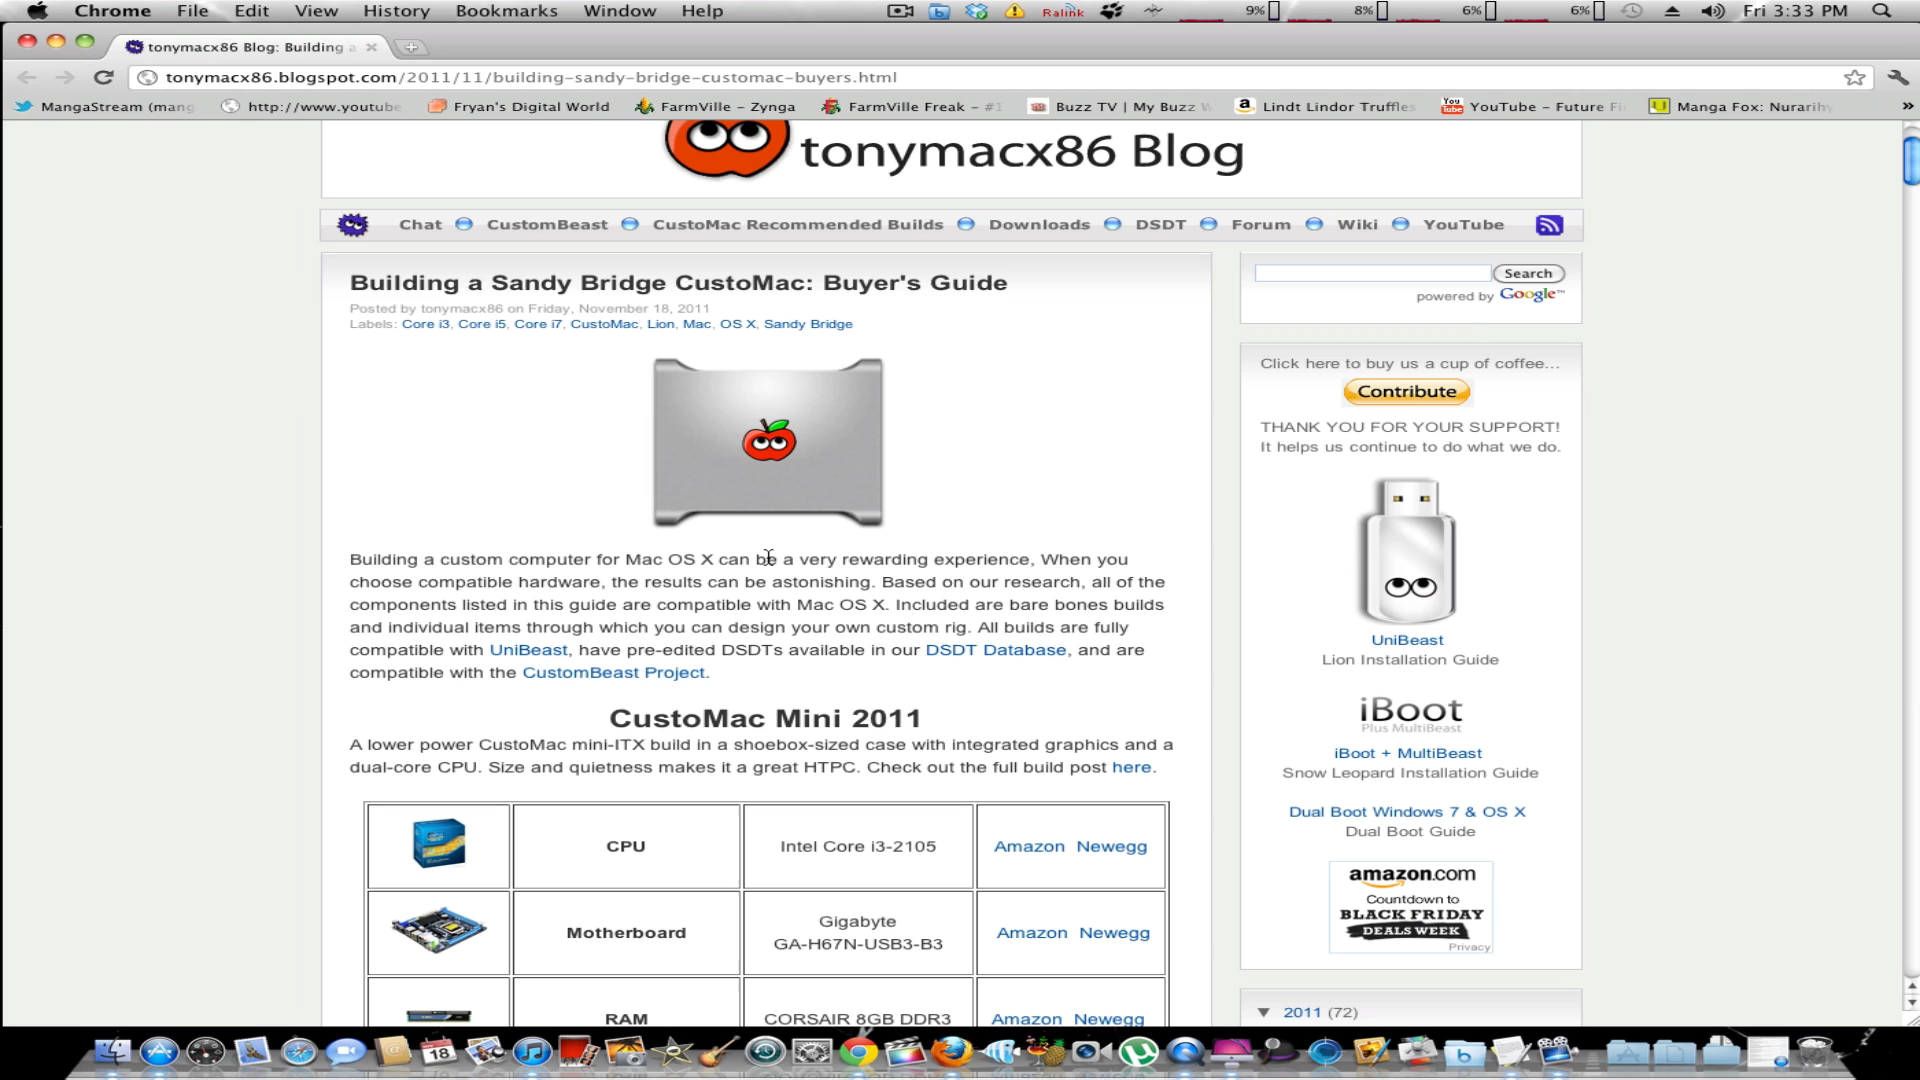 Chrome File Edit View History Bookmarks Window Help Ralink 9% 8% 6% 6% Fri 3:33 PM
tonymacx86 Blog: Building a
tonymacx86.blogspot.com/2011/11/building-sandy-bridge-customac-buyers.html
MangaStream (mang http://www.youtube Fryan's Digital World FarmVille – Zynga FarmVille Freak – #1 Buzz TV | My Buzz Lindt Lindor Truffles YouTube – Future Fi Manga Fox: Nurarihy »
tonymacx86 Blog
Chat CustomBeast CustoMac Recommended Builds Downloads DSDT Forum Wiki YouTube
Building a Sandy Bridge CustoMac: Buyer's Guide
Posted by tonymacx86 on Friday, November 18, 2011
Labels: Core i3, Core i5, Core i7, CustoMac, Lion, Mac, OS X, Sandy Bridge
Building a custom computer for Mac OS X can be a very rewarding experience, When you
choose compatible hardware, the results can be astonishing. Based on our research, all of the
components listed in this guide are compatible with Mac OS X. Included are bare bones builds
and individual items through which you can design your own custom rig. All builds are fully
compatible with UniBeast, have pre-edited DSDTs available in our DSDT Database, and are
compatible with the CustomBeast Project.
CustoMac Mini 2011
A lower power CustoMac mini-ITX build in a shoebox-sized case with integrated graphics and a
dual-core CPU. Size and quietness makes it a great HTPC. Check out the full build post here.
CPU Intel Core i3-2105 Amazon Newegg
Motherboard Gigabyte
GA-H67N-USB3-B3 Amazon Newegg
RAM CORSAIR 8GB DDR3 Amazon Newegg
Search
powered by Google™
Click here to buy us a cup of coffee...
Contribute
THANK YOU FOR YOUR SUPPORT!
It helps us continue to do what we do.
UniBeast
Lion Installation Guide
iBoot
Plus MultiBeast
iBoot + MultiBeast
Snow Leopard Installation Guide
Dual Boot Windows 7 & OS X
Dual Boot Guide
amazon.com
Countdown to
BLACK FRIDAY
DEALS WEEK
Privacy
▼ 2011 (72)
18